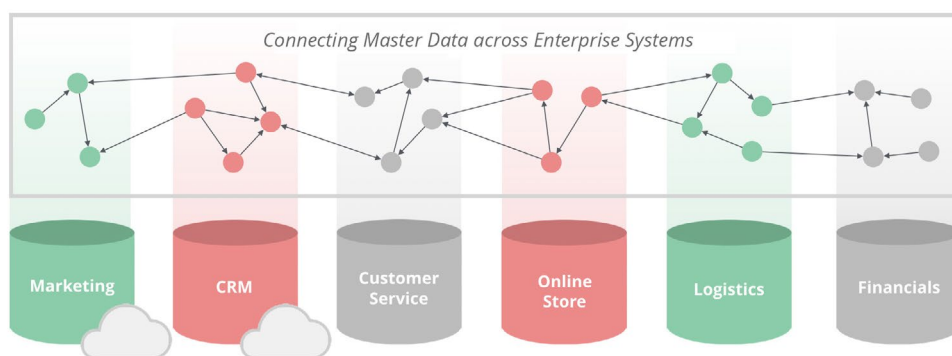 Connecting Master Data across Enterprise Systems
Marketing
CRM
Customer
Service
Online
Store
Logistics
Financials